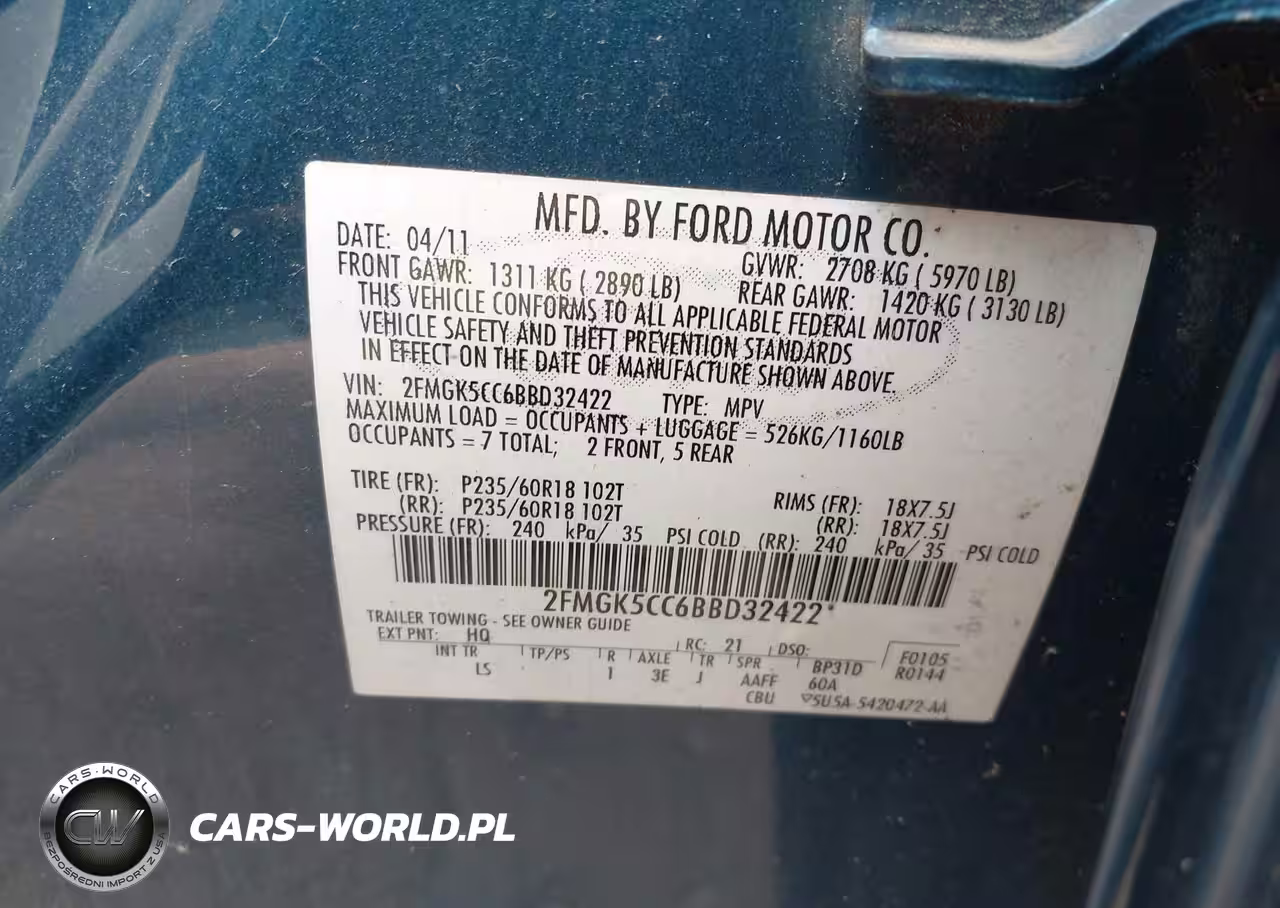 MFD. BY FORD MOTOR CO.
DATE: 04/11
GVWR: 2708 KG ( 5970 LB)
FRONT GAWR: 1311 KG ( 2890 LB)
REAR GAWR: 1420 KG ( 3130 LB)
THIS VEHICLE CONFORMS TO ALL APPLICABLE FEDERAL MOTOR
VEHICLE SAFETY AND THEFT PREVENTION STANDARDS
IN EFFECT ON THE DATE OF MANUFACTURE SHOWN ABOVE.
VIN: 2FMGK5CC6BBD32422 TYPE: MPV
MAXIMUM LOAD = OCCUPANTS + LUGGAGE = 526KG/1160LB
OCCUPANTS = 7 TOTAL; 2 FRONT, 5 REAR
TIRE (FR): P235/60R18 102T RIMS (FR): 18X7.5J
(RR): P235/60R18 102T (RR): 18X7.5J
PRESSURE (FR): 240 kPa/ 35 PSI COLD (RR): 240 kPa/ 35 PSI COLD
2FMGK5CC6BBD32422*
TRAILER TOWING - SEE OWNER GUIDE
EXT PNT: HQ RC: 21 DSO:
INT TR TP/PS R AXLE TR SPR BP31D F0105
LS 1 3E J AAFF 60A R0144
CBU 5U5A-5420472-AA
CARS-WORLD
CW
BEZPOŚREDNI IMPORT Z USA
CARS-WORLD.PL